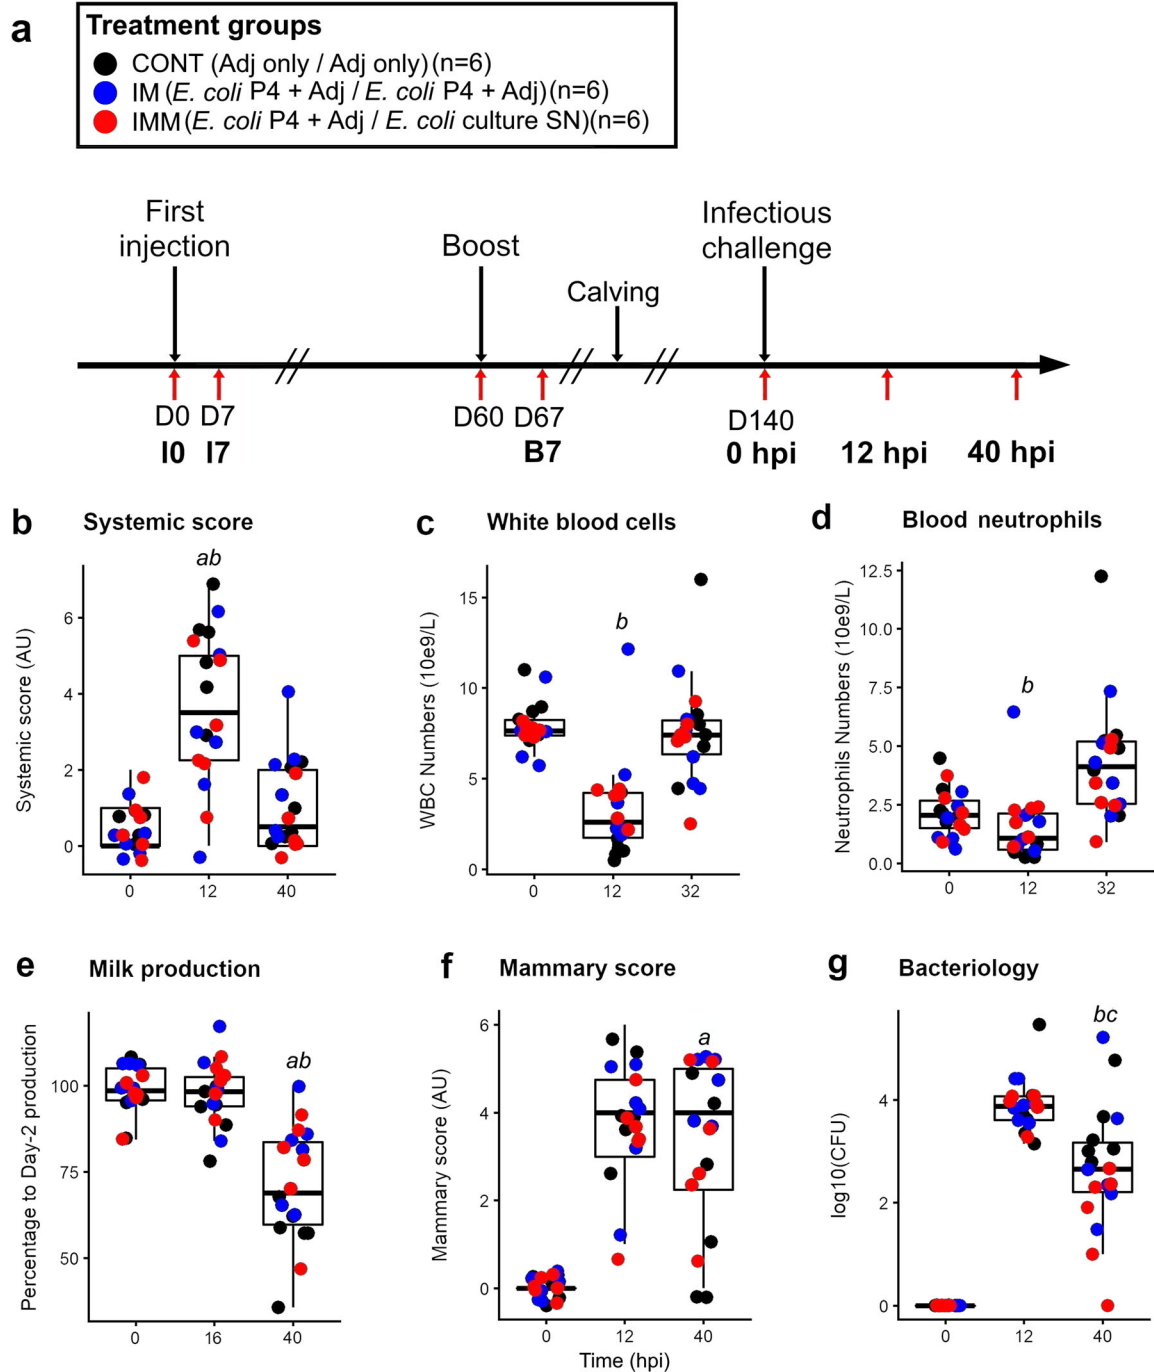 a
Treatment groups
CONT (Adj only / Adj only)(n=6)
IM (E. coli P4 + Adj / E. coli P4 + Adj)(n=6)
IMM(E. coli P4 + Adj / E. coli culture SN)(n=6)
First
injection
Boost
Calving
Infectious
challenge
D0 D7 D60 D67 D140
I0 I7 B7 0 hpi 12 hpi 40 hpi
b Systemic score
ab
Systemic score (AU)
6
4
2
0
0 12 40
c White blood cells
b
WBC Numbers (10e9/L)
15
10
5
0
0 12 32
d Blood neutrophils
b
Neutrophils Numbers (10e9/L)
12.5
10.0
7.5
5.0
2.5
0.0
0 12 32
e Milk production
ab
Percentage to Day-2 production
100
75
50
0 16 40
f Mammary score
a
Mammary score (AU)
6
4
2
0
0 12 40
Time (hpi)
g Bacteriology
bc
log10(CFU)
4
2
0
0 12 40